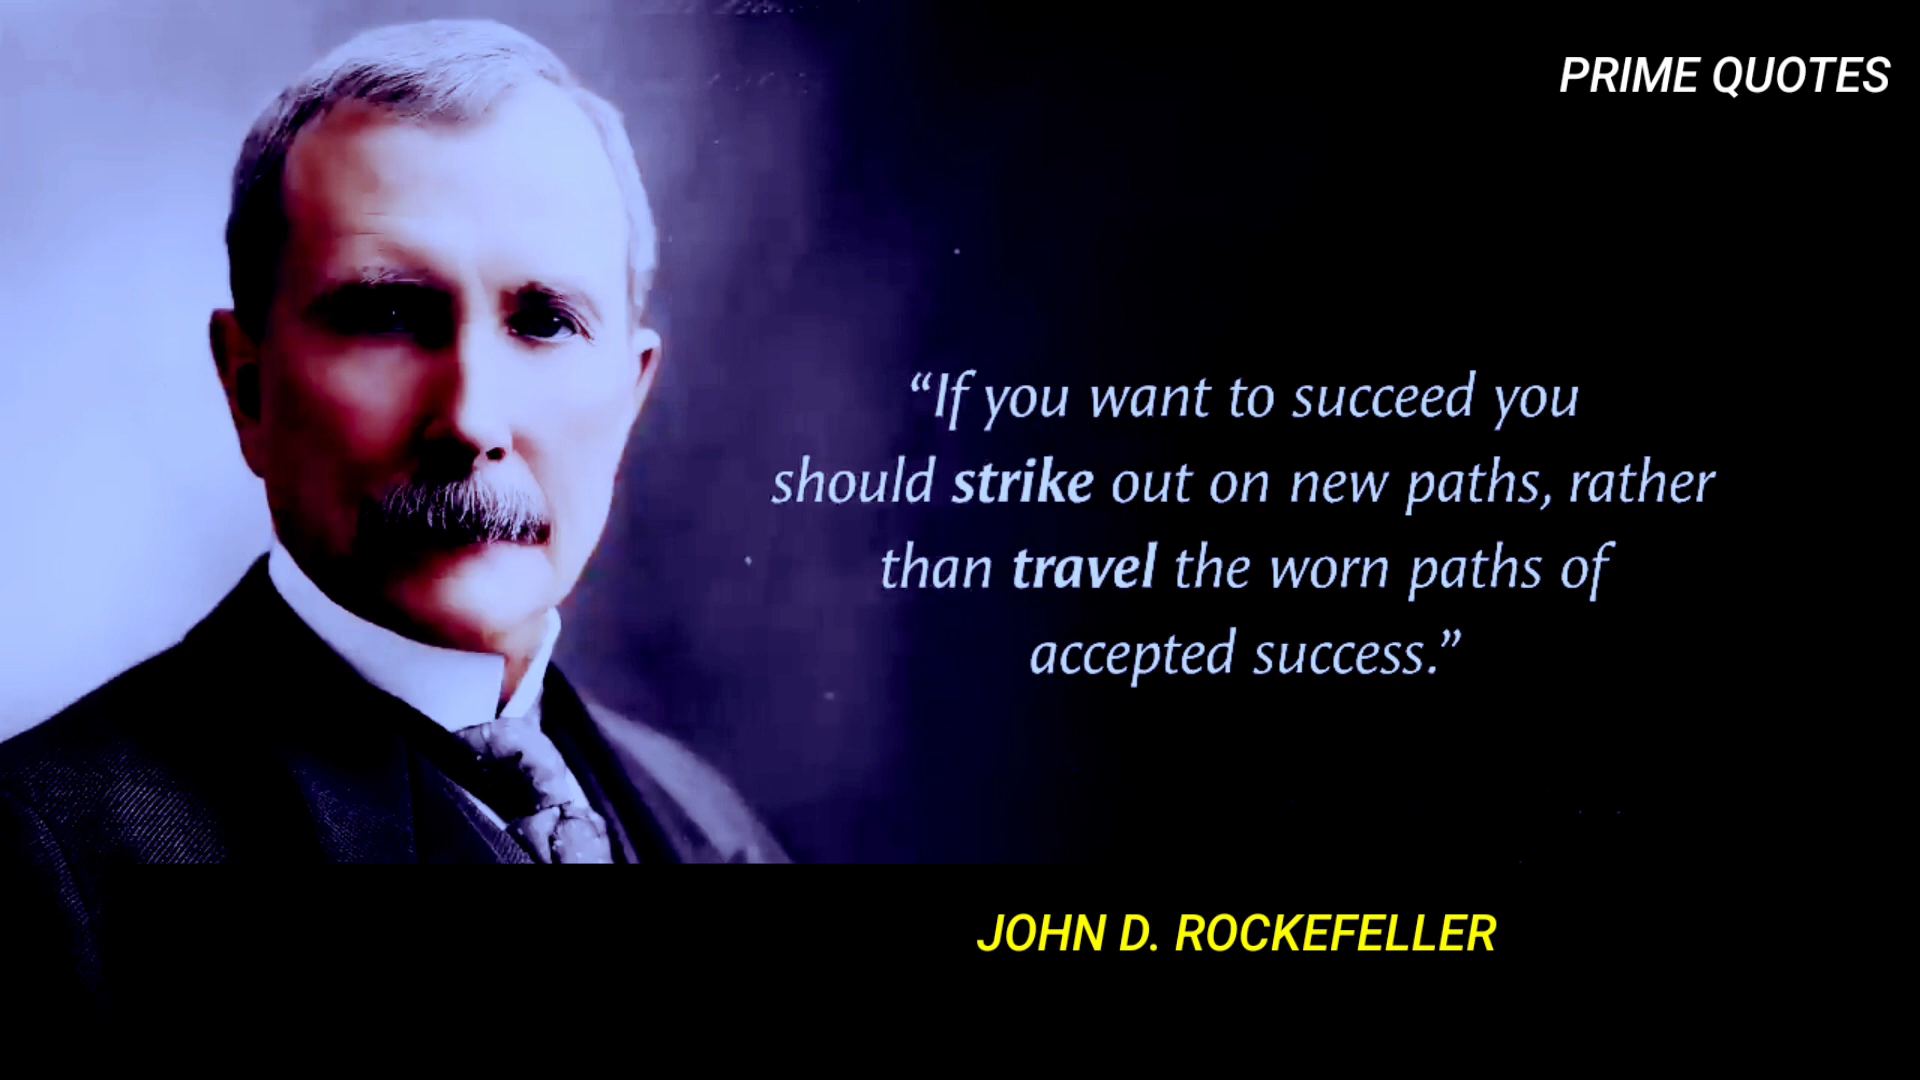 PRIME QUOTES
“If you want to succeed you
should strike out on new paths, rather
than travel the worn paths of
accepted success.”
JOHN D. ROCKEFELLER